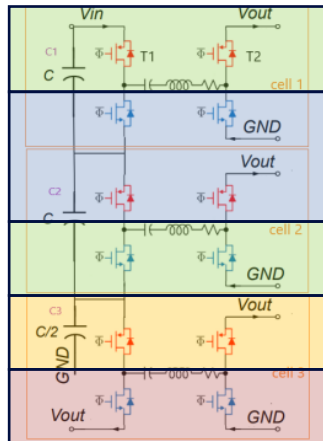 Vin
Vout
C1
Φ̅
T1
Φ̅
T2
C
cell 1
Φ̅
Φ̅
GND
Vout
C2
Φ̅
Φ̅
C
cell 2
Φ̅
Φ̅
GND
C3
Vout
C/2
Φ̅
Φ̅
GND
cell 3
Φ̅
Φ̅
Vout
GND